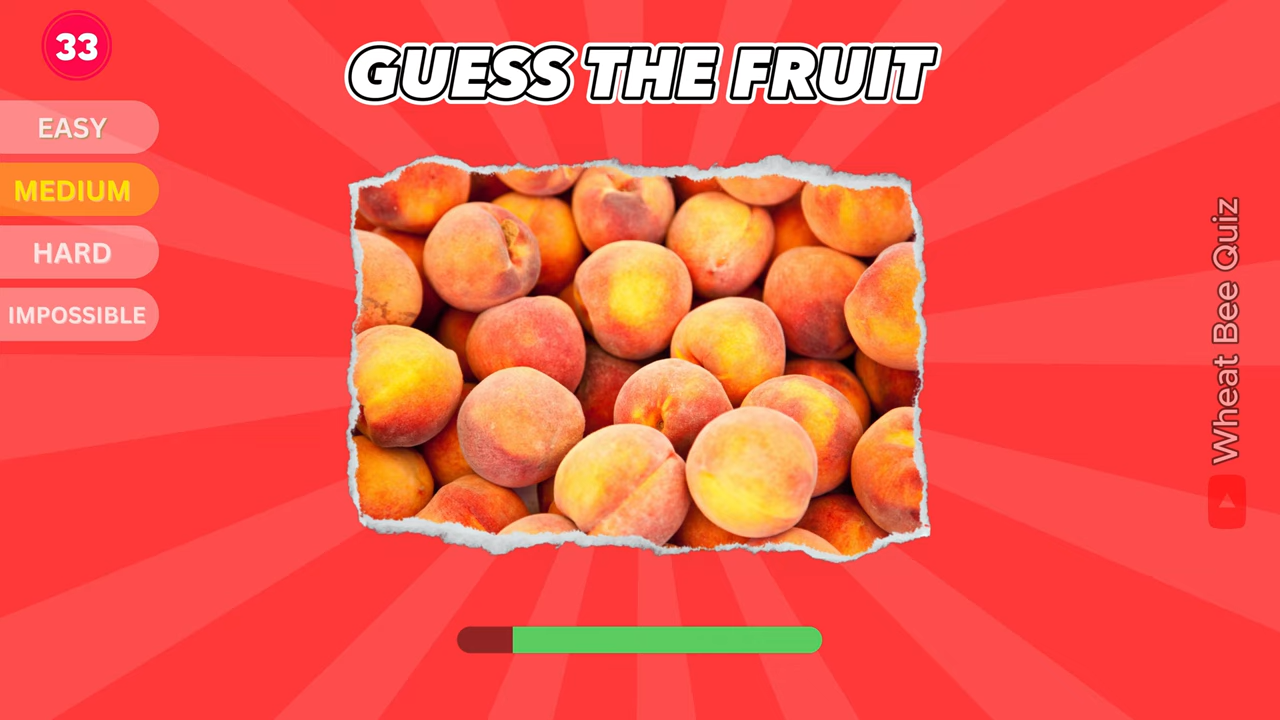 33
GUESS THE FRUIT
EASY
MEDIUM
HARD
IMPOSSIBLE
Wheat Bee Quiz